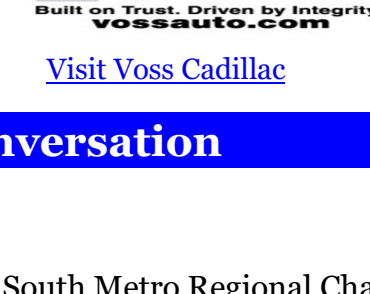 Built on Trust. Driven by Integrity
vossauto.com
Visit Voss Cadillac
nversation
South Metro Regional Cha